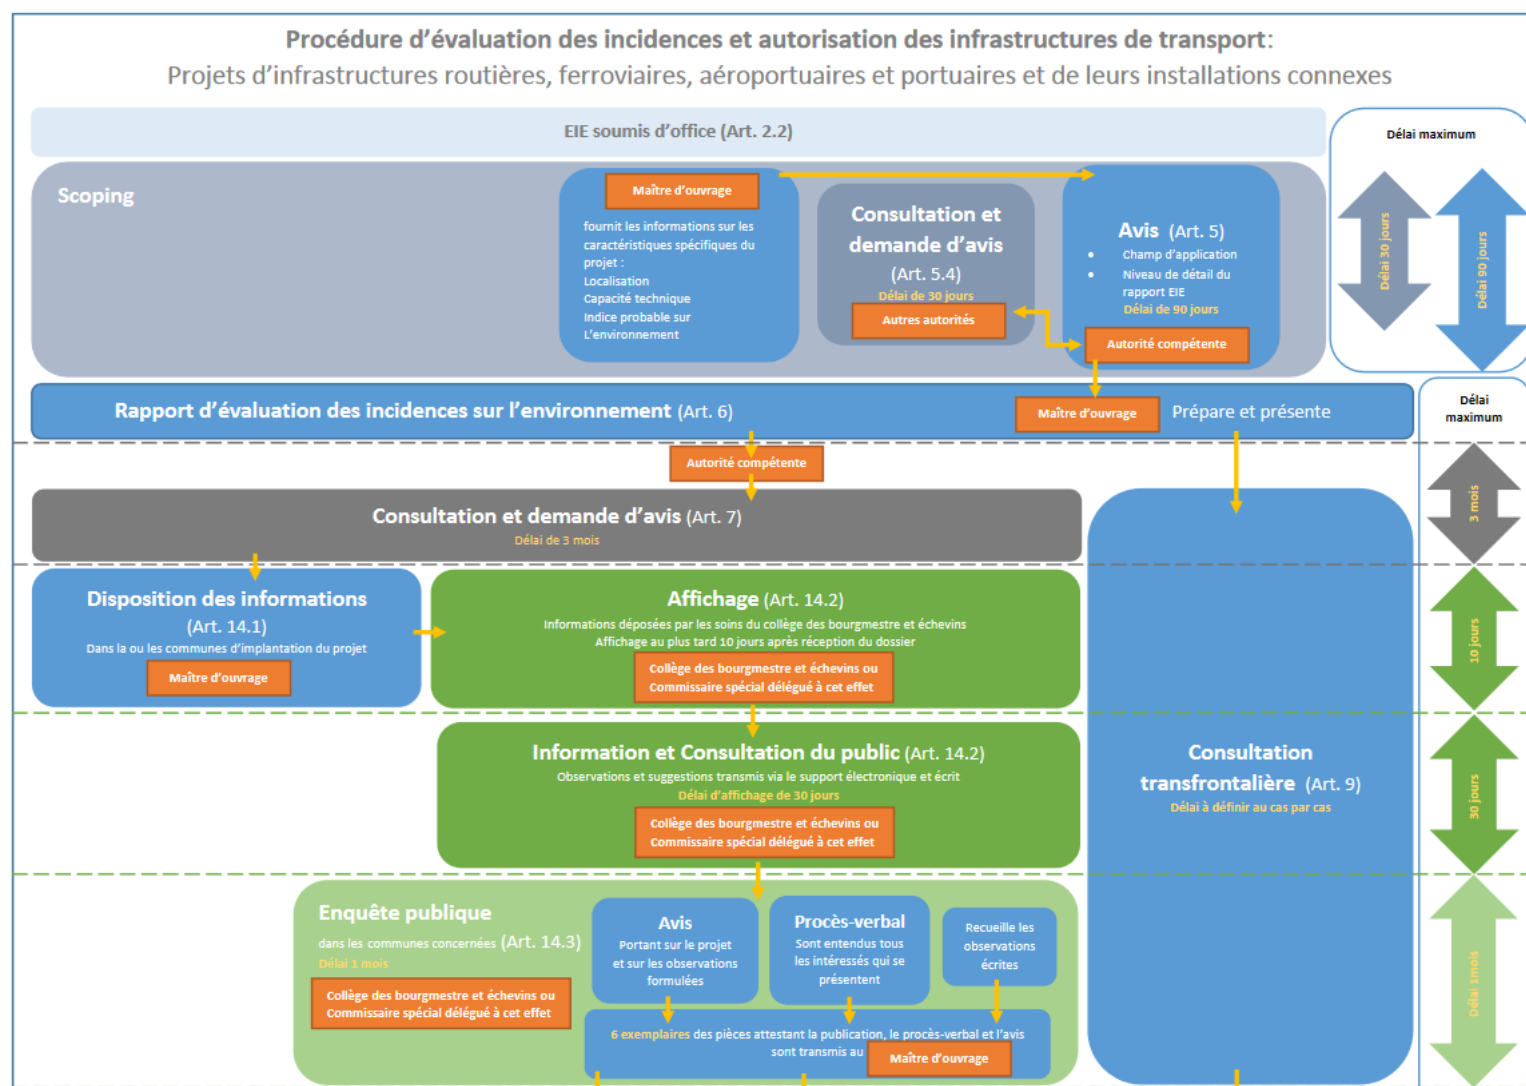 Procédure d'évaluation des incidences et autorisation des infrastructures de transport:
Projets d'infrastructures routières, ferroviaires, aéroportuaires et portuaires et de leurs installations connexes
EIE soumis d'office (Art. 2.2)
Délai maximum
Scoping
Maître d'ouvrage
fournit les informations sur les
caractéristiques spécifiques du
projet :
Localisation
Capacité technique
Indice probable sur
L'environnement
Consultation et
demande d'avis
(Art. 5.4)
Délai de 30 jours
Autres autorités
Avis (Art. 5)
• Champ d'application
• Niveau de détail du
rapport EIE
Délai de 90 jours
Autorité compétente
Délai 30 jours
Délai 90 jours
Rapport d'évaluation des incidences sur l'environnement (Art. 6)
Maître d'ouvrage
Prépare et présente
Délai
maximum
Autorité compétente
3 mois
Consultation et demande d'avis (Art. 7)
Délai de 3 mois
Disposition des informations
(Art. 14.1)
Dans la ou les communes d'implantation du projet
Maître d'ouvrage
Affichage (Art. 14.2)
Informations déposées par les soins du collège des bourgmestre et échevins
Affichage au plus tard 10 jours après réception du dossier
Collège des bourgmestre et échevins ou
Commissaire spécial délégué à cet effet
10 jours
Information et Consultation du public (Art. 14.2)
Observations et suggestions transmis via le support électronique et écrit
Délai d'affichage de 30 jours
Collège des bourgmestre et échevins ou
Commissaire spécial délégué à cet effet
Consultation
transfrontalière (Art. 9)
Délai à définir au cas par cas
30 jours
Enquête publique
dans les communes concernées (Art. 14.3)
Délai 1 mois
Collège des bourgmestre et échevins ou
Commissaire spécial délégué à cet effet
Avis
Portant sur le projet
et sur les observations
formulées
Procès-verbal
Sont entendus tous
les intéressés qui se
présentent
Recueille les
observations
écrites
6 exemplaires des pièces attestant la publication, le procès-verbal et l'avis
sont transmis au
Maître d'ouvrage
Délai 1mois